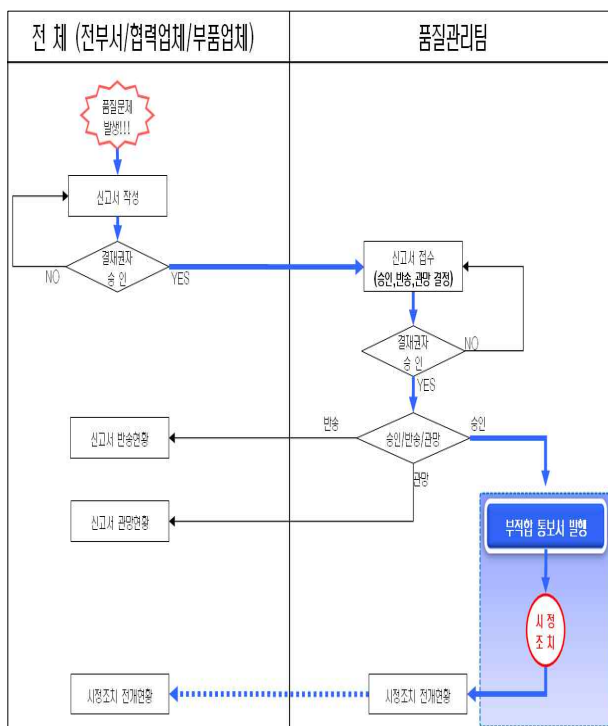 전 체 (전부서/협력업체/부품업체)
품질관리팀
품질문제
발생!!!
신고서 작성
결재권자
승 인
NO
YES
신고서 접수
(승인,반송,관망 결정)
결재권자
승 인
NO
YES
반송
승인/반송/관망
승인
신고서 반송현황
관망
신고서 관망현황
부적합 통보서 발행
시 정
조 치
시정조치 전개현황
시정조치 전개현황